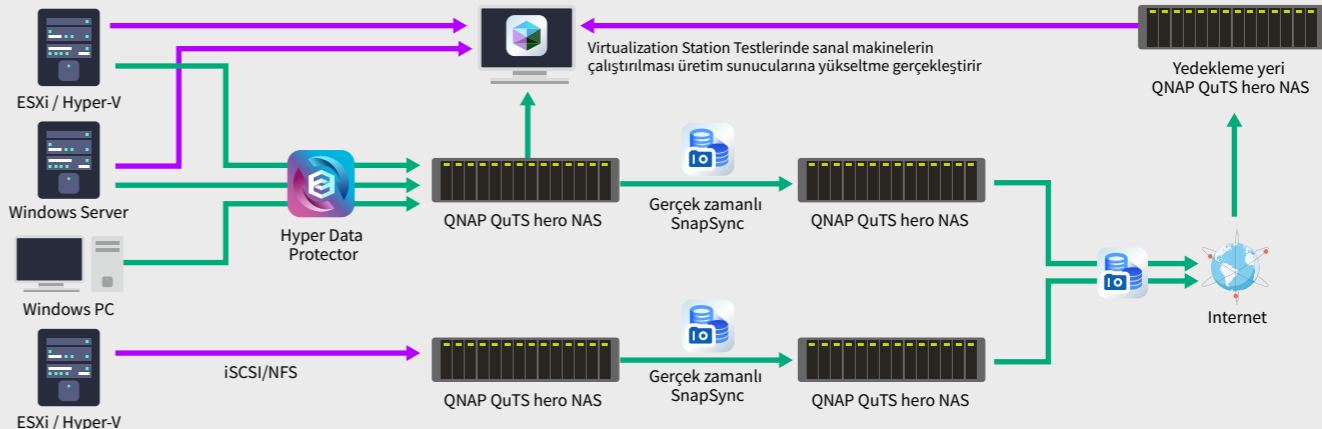 ESXi / Hyper-V
Virtualization Station Testlerinde sanal makinelerin
çalıştırılması üretim sunucularına yükseltme gerçekleştirir
Yedekleme yeri
QNAP QuTS hero NAS
Windows Server
Hyper Data
Protector
QNAP QuTS hero NAS
Gerçek zamanlı
SnapSync
QNAP QuTS hero NAS
Windows PC
Internet
ESXi / Hyper-V
iSCSI/NFS
QNAP QuTS hero NAS
Gerçek zamanlı
SnapSync
QNAP QuTS hero NAS